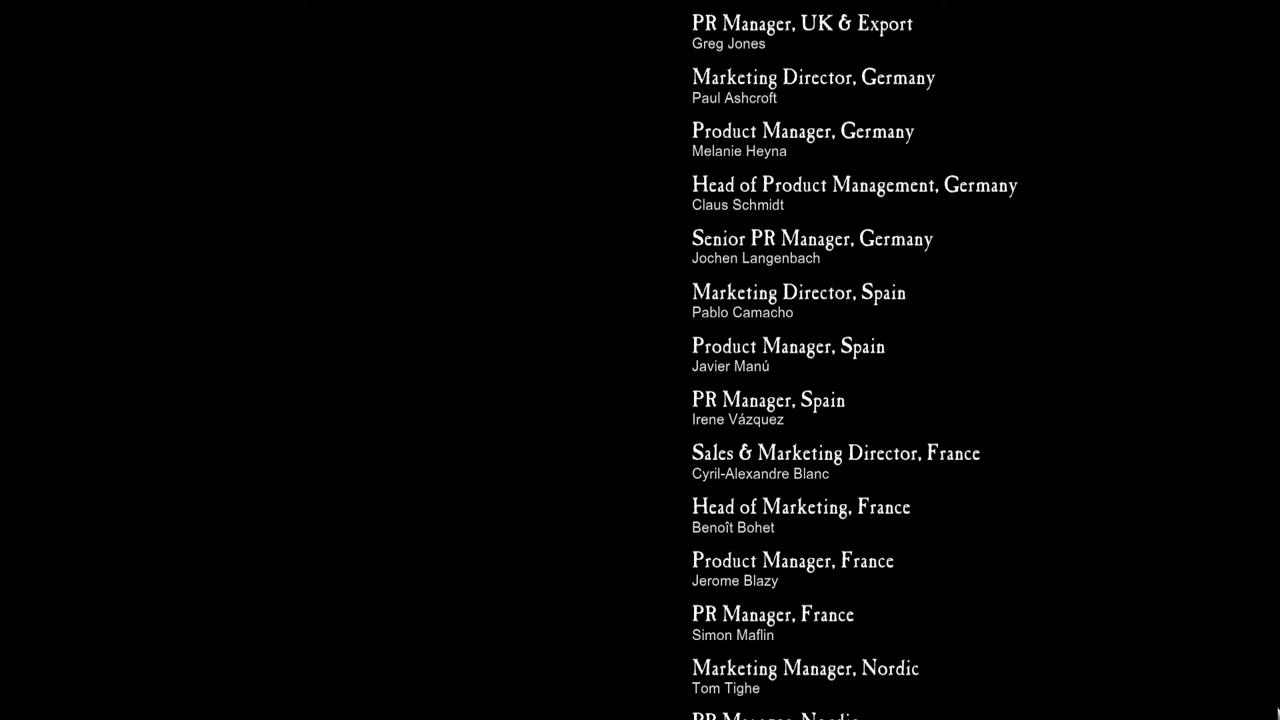 PR Manager, UK & Export
Greg Jones
Marketing Director, Germany
Paul Ashcroft
Product Manager, Germany
Melanie Heyna
Head of Product Management, Germany
Claus Schmidt
Senior PR Manager, Germany
Jochen Langenbach
Marketing Director, Spain
Pablo Camacho
Product Manager, Spain
Javier Manú
PR Manager, Spain
Irene Vázquez
Sales & Marketing Director, France
Cyril-Alexandre Blanc
Head of Marketing, France
Benoît Bohet
Product Manager, France
Jerome Blazy
PR Manager, France
Simon Maflin
Marketing Manager, Nordic
Tom Tighe
PR Manager, Nordic